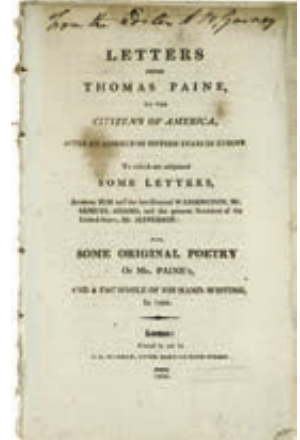 From the
LETTERS
FROM
THOMAS PAINE,
TO THE
CITIZENS OF AMERICA,
AFTER AN ABSENCE OF FIFTEEN YEARS IN EUROPE.
To which are subjoined
SOME LETTERS,
Between HIM and the late General WASHINGTON, Mr.
SAMUEL ADAMS, and the present President of the
United States, Mr. JEFFERSON:
SOME ORIGINAL POETRY
OF MR. PAINE'S,
AND A FAC SIMILE OF HIS HAND-WRITING,
In
London:
Printed